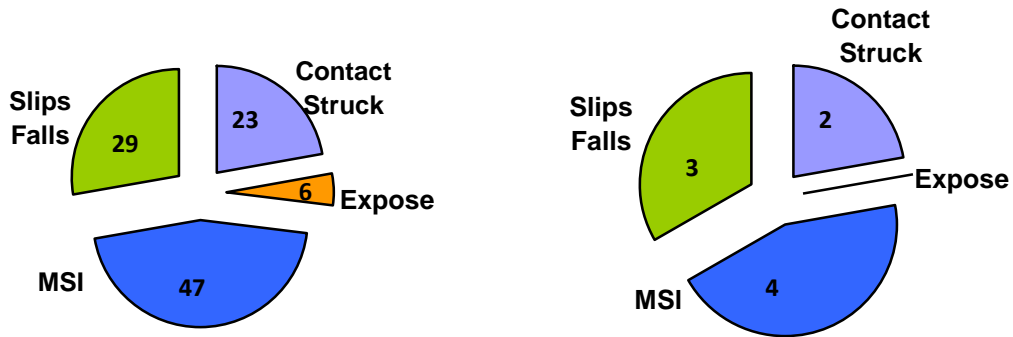 Slips
Falls
29
Contact
Struck
23
6
Expose
MSI
47
Contact
Struck
2
Slips
Falls
3
Expose
MSI
4